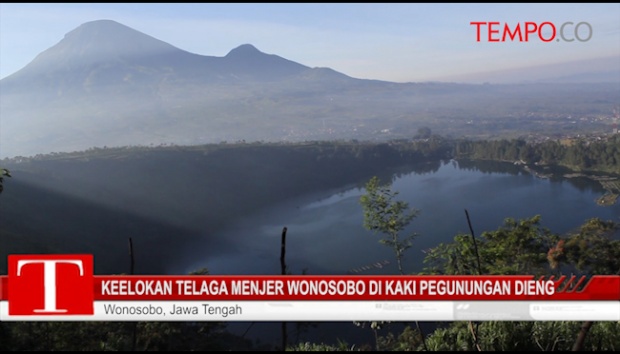 TEMPO.CO
T
KEELOKAN TELAGA MENJER WONOSOBO DI KAKI PEGUNUNGAN DIENG
Wonosobo, Jawa Tengah